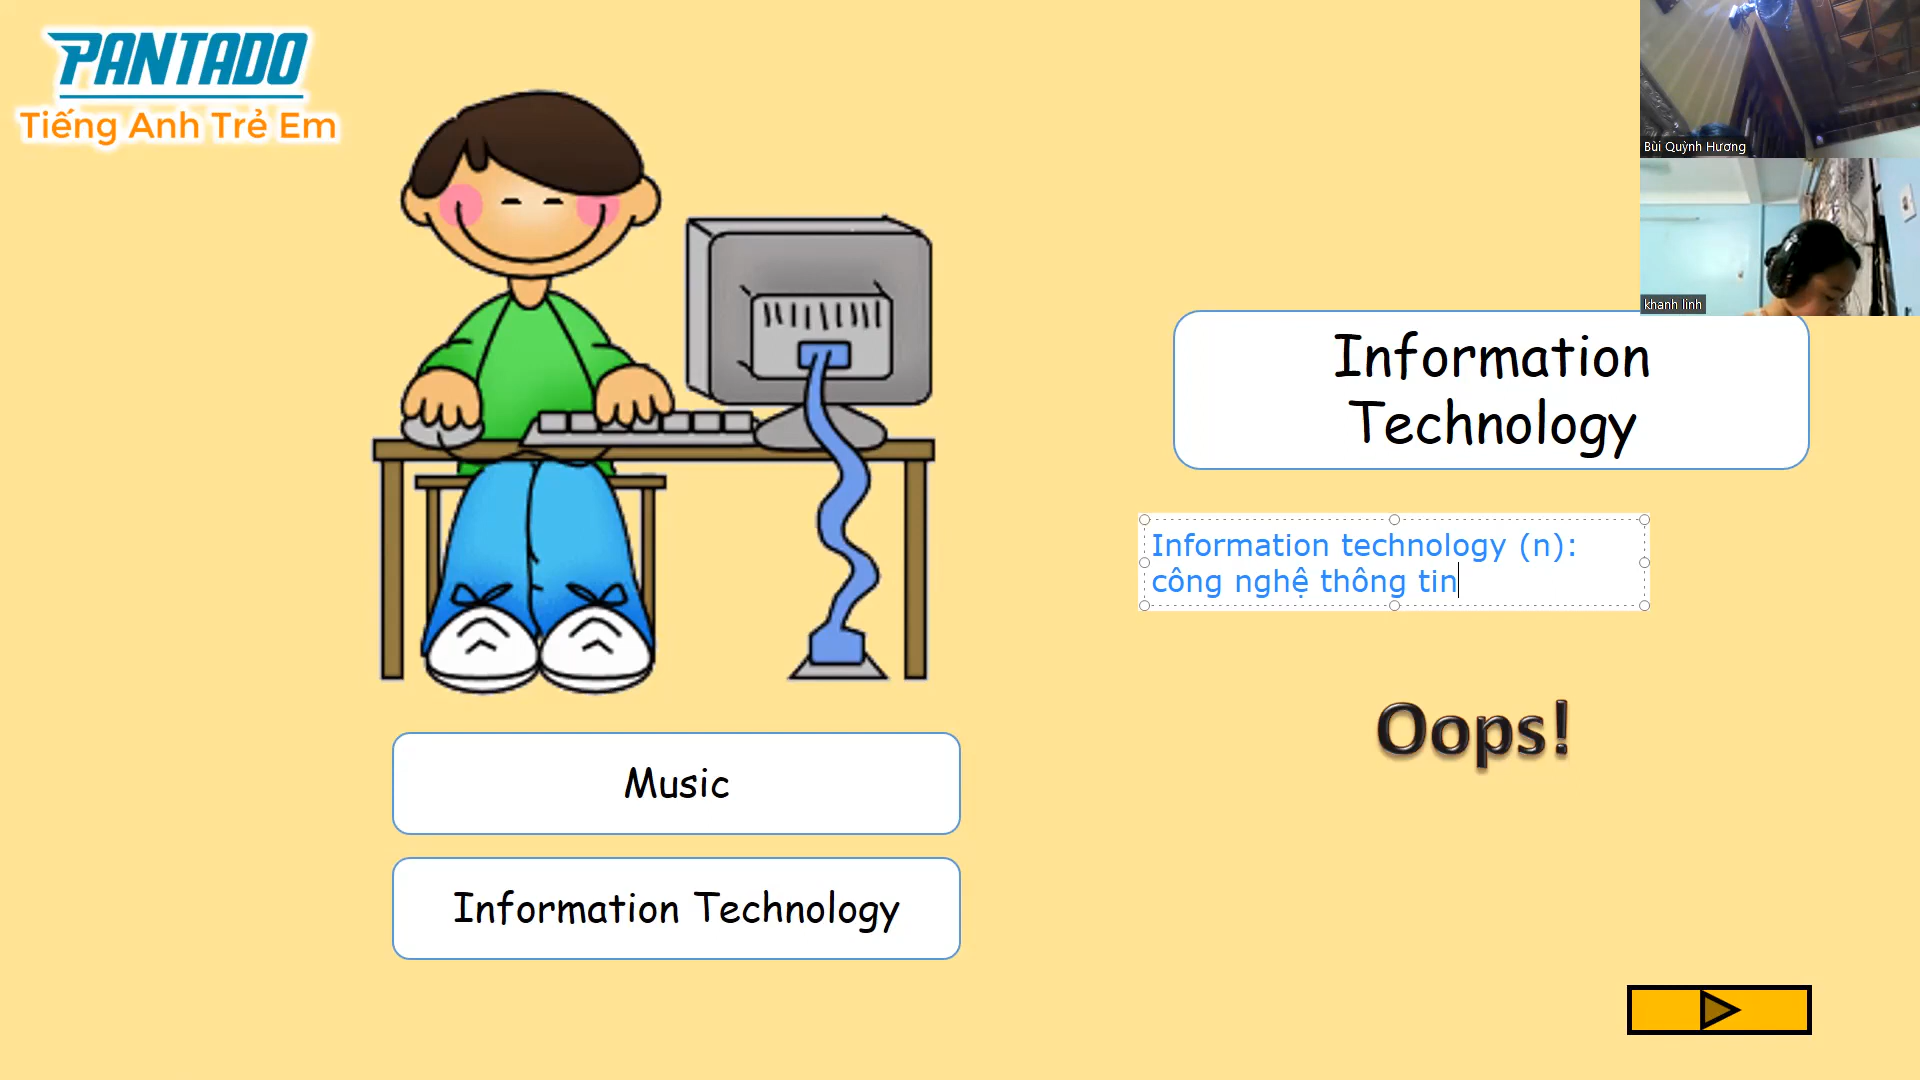 PANTADO
Tiếng Anh Trẻ Em
Bùi Quỳnh Hương
khanh linh
Information
Technology
Information technology (n):
công nghệ thông tin
Oops!
Music
Information Technology